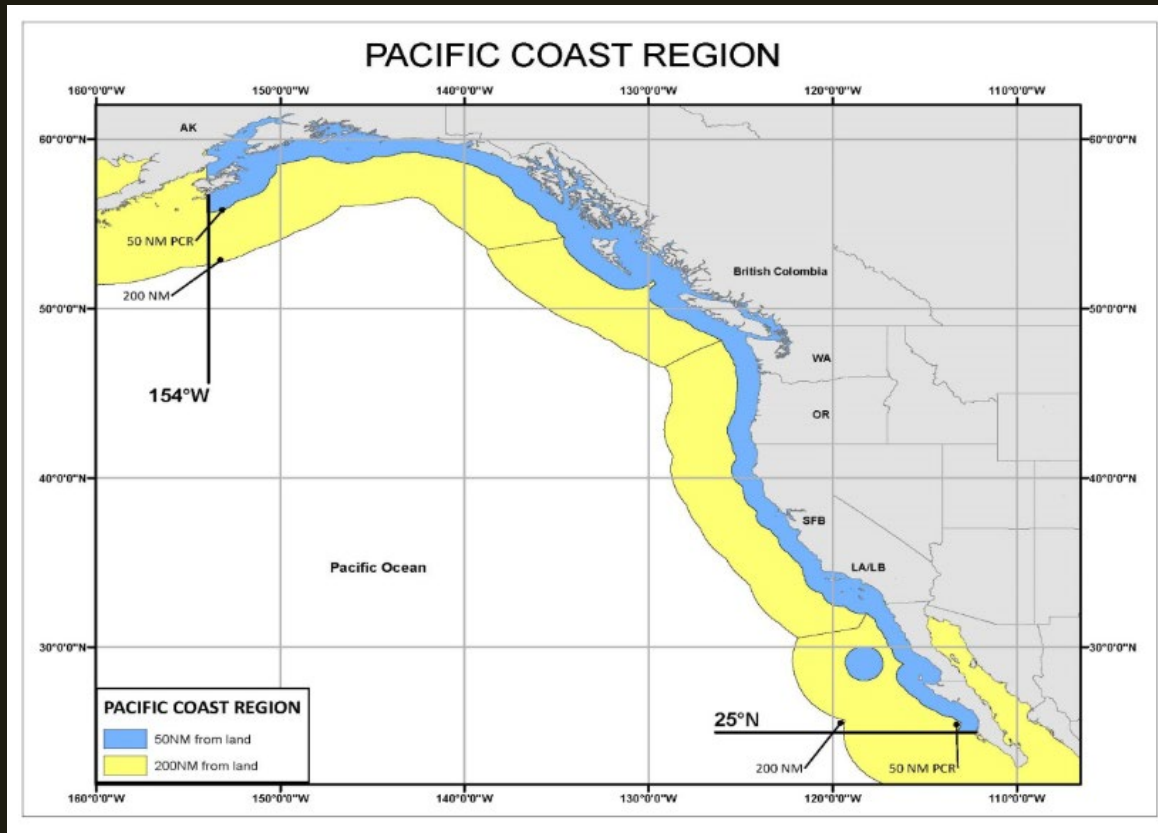 PACIFIC COAST REGION
160°0'0"W 150°0'0"W 140°0'0"W 130°0'0"W 120°0'0"W 110°0'0"W
AK
60°0'0"N 60°0'0"N
50 NM PCR
British Colombia
200 NM
50°0'0"N 50°0'0"N
WA
154°W
OR
40°0'0"N 40°0'0"N
SFB
Pacific Ocean
LA/LB
30°0'0"N 30°0'0"N
PACIFIC COAST REGION
25°N
50NM from land
200NM from land
200 NM 50 NM PCR
160°0'0"W 150°0'0"W 140°0'0"W 130°0'0"W 120°0'0"W 110°0'0"W